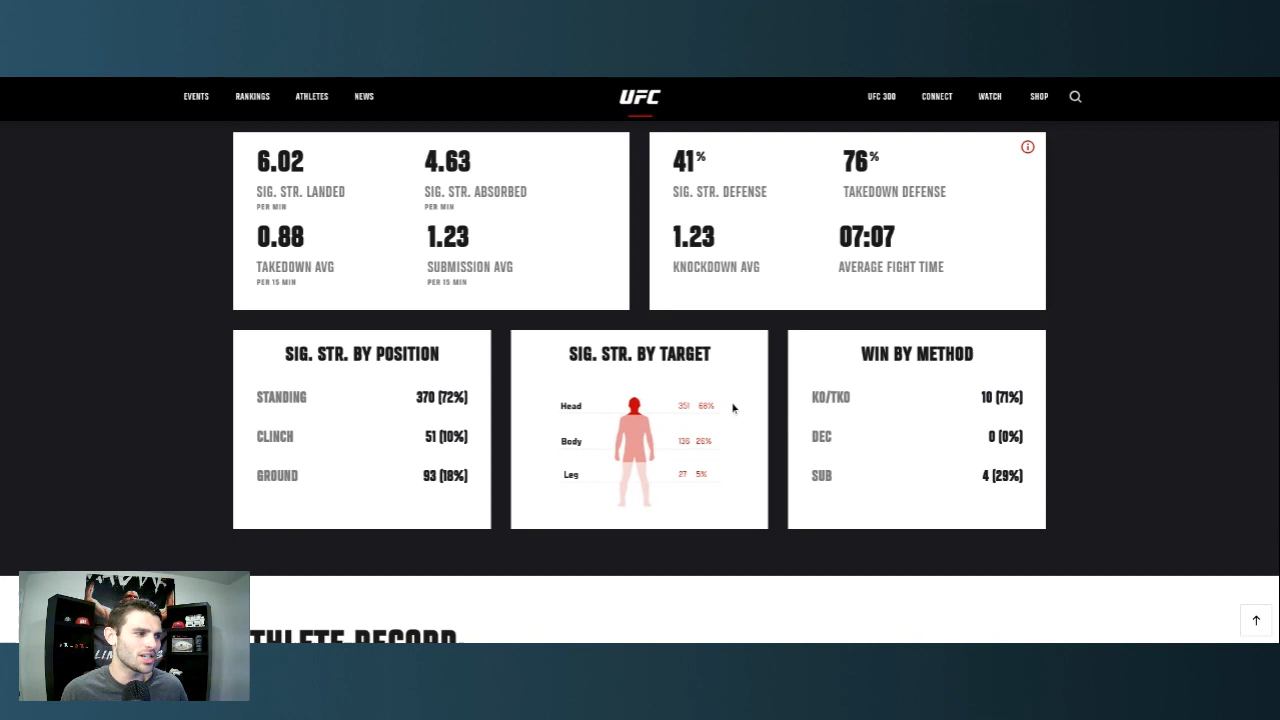 EVENTS RANKINGS ATHLETES NEWS UFC UFC 300 CONNECT WATCH SHOP
6.02 4.63
SIG. STR. LANDED SIG. STR. ABSORBED
PER MIN PER MIN
0.88 1.23
TAKEDOWN AVG SUBMISSION AVG
PER 15 MIN PER 15 MIN
41% 76%
SIG. STR. DEFENSE TAKEDOWN DEFENSE
1.23 07:07
KNOCKDOWN AVG AVERAGE FIGHT TIME
SIG. STR. BY POSITION
STANDING 370 (72%)
CLINCH 51 (10%)
GROUND 93 (18%)
SIG. STR. BY TARGET
Head 351 68%
Body 136 26%
Leg 27 5%
WIN BY METHOD
KO/TKO 10 (71%)
DEC 0 (0%)
SUB 4 (29%)
ATHLETE RECORD